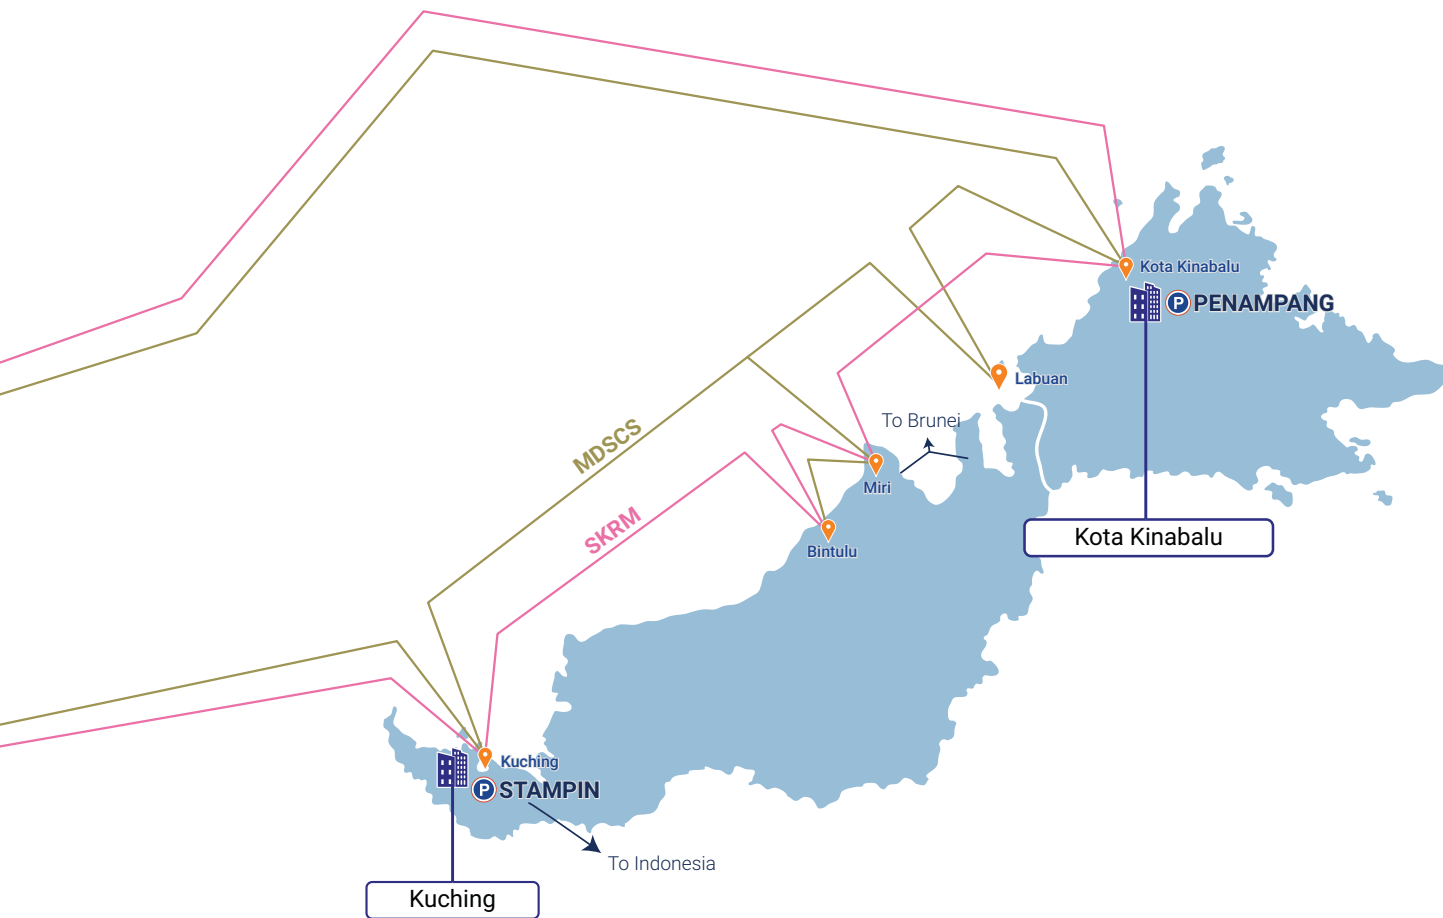 Kota Kinabalu
P PENAMPANG
Labuan
To Brunei
MDSCS
Miri
SKRM
Bintulu
Kota Kinabalu
Kuching
P STAMPIN
To Indonesia
Kuching